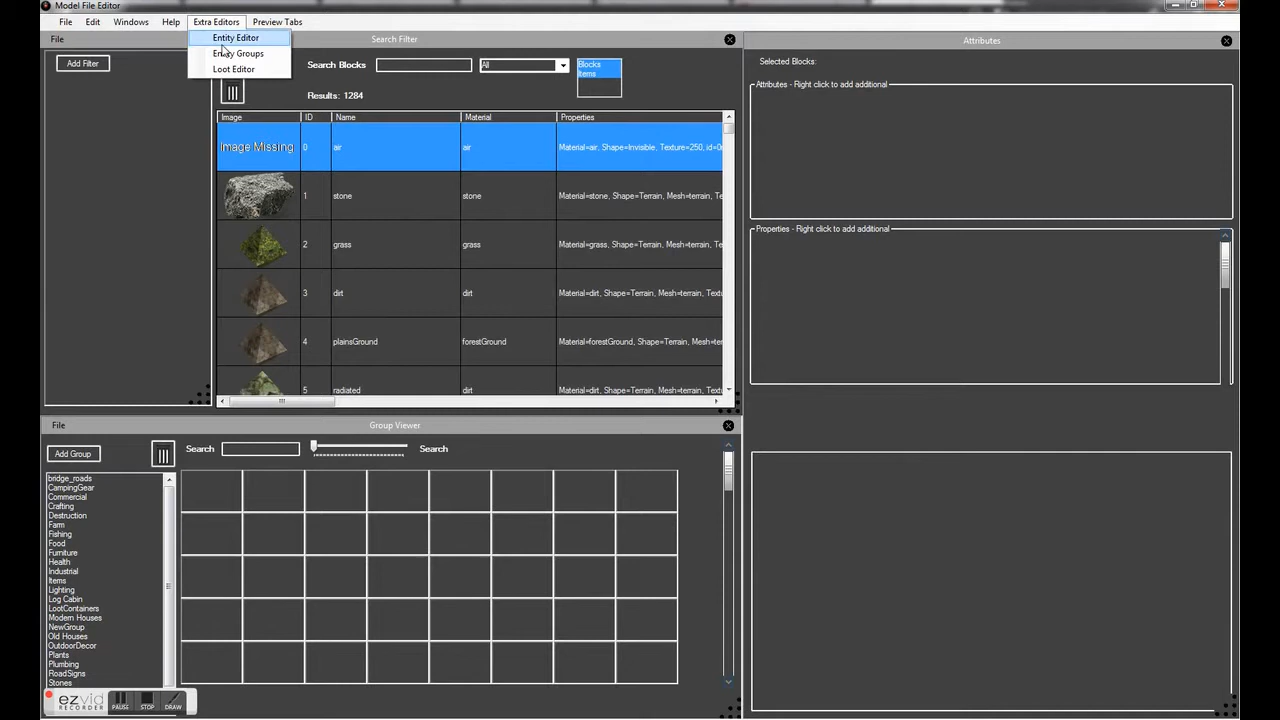 Model File Editor
File Edit Windows Help Extra Editors Preview Tabs
Entity Editor
Entity Groups
Loot Editor
File
Add Filter
Search Filter
Search Blocks
All
Blocks
Items
Results: 1284
Image ID Name Material Properties
Image Missing 0 air air Material=air, Shape=Invisible, Texture=250, id=0
1 stone stone Material=stone, Shape=Terrain, Mesh=terrain, Te
2 grass grass Material=grass, Shape=Terrain, Mesh=terrain, Te
3 dirt dirt Material=dirt, Shape=Terrain, Mesh=terrain, Textu
4 plainsGround forestGround Material=forestGround, Shape=Terrain, Mesh=te
5 radiated dirt Material=dirt, Shape=Terrain, Mesh=terrain, Textu
Attributes
Selected Blocks:
Attributes - Right click to add additional
Properties - Right click to add additional
File
Group Viewer
Add Group
Search
Search
bridge_roads
CampingGear
Commercial
Crafting
Destruction
Farm
Fishing
Food
Furniture
Health
Industrial
Items
Lighting
Log Cabin
LootContainers
Modern Houses
NewGroup
Old Houses
OutdoorDecor
Plants
Plumbing
RoadSigns
Stones
ezvid
RECORDER
PAUSE STOP DRAW